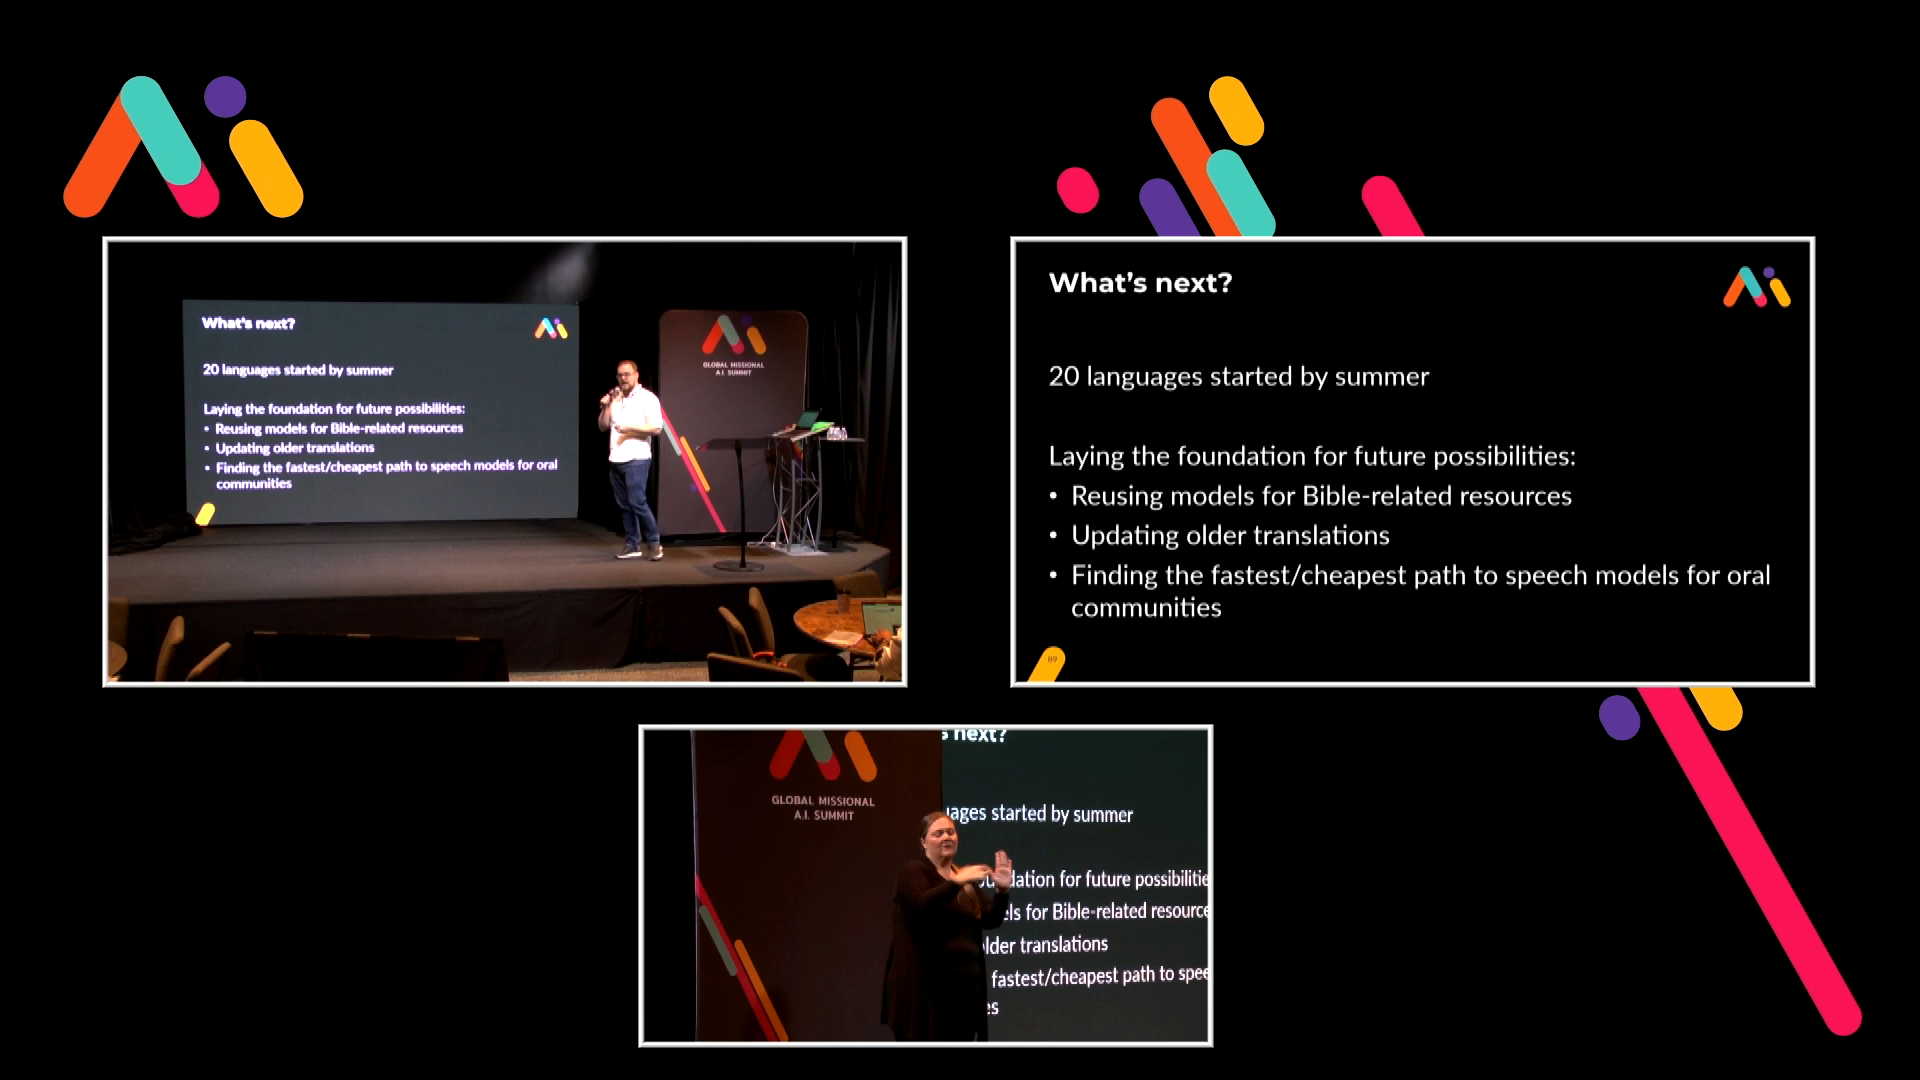 What's next?
20 languages started by summer
Laying the foundation for future possibilities:
• Reusing models for Bible-related resources
• Updating older translations
• Finding the fastest/cheapest path to speech models for oral
communities
GLOBAL MISSIONAL
A.I. SUMMIT
What's next?
20 languages started by summer
Laying the foundation for future possibilities:
• Reusing models for Bible-related resources
• Updating older translations
• Finding the fastest/cheapest path to speech models for oral
communities
89
GLOBAL MISSIONAL
A.I. SUMMIT
s next?
ages started by summer
dation for future possibilitie
els for Bible-related resource
lder translations
fastest/cheapest path to spee
es